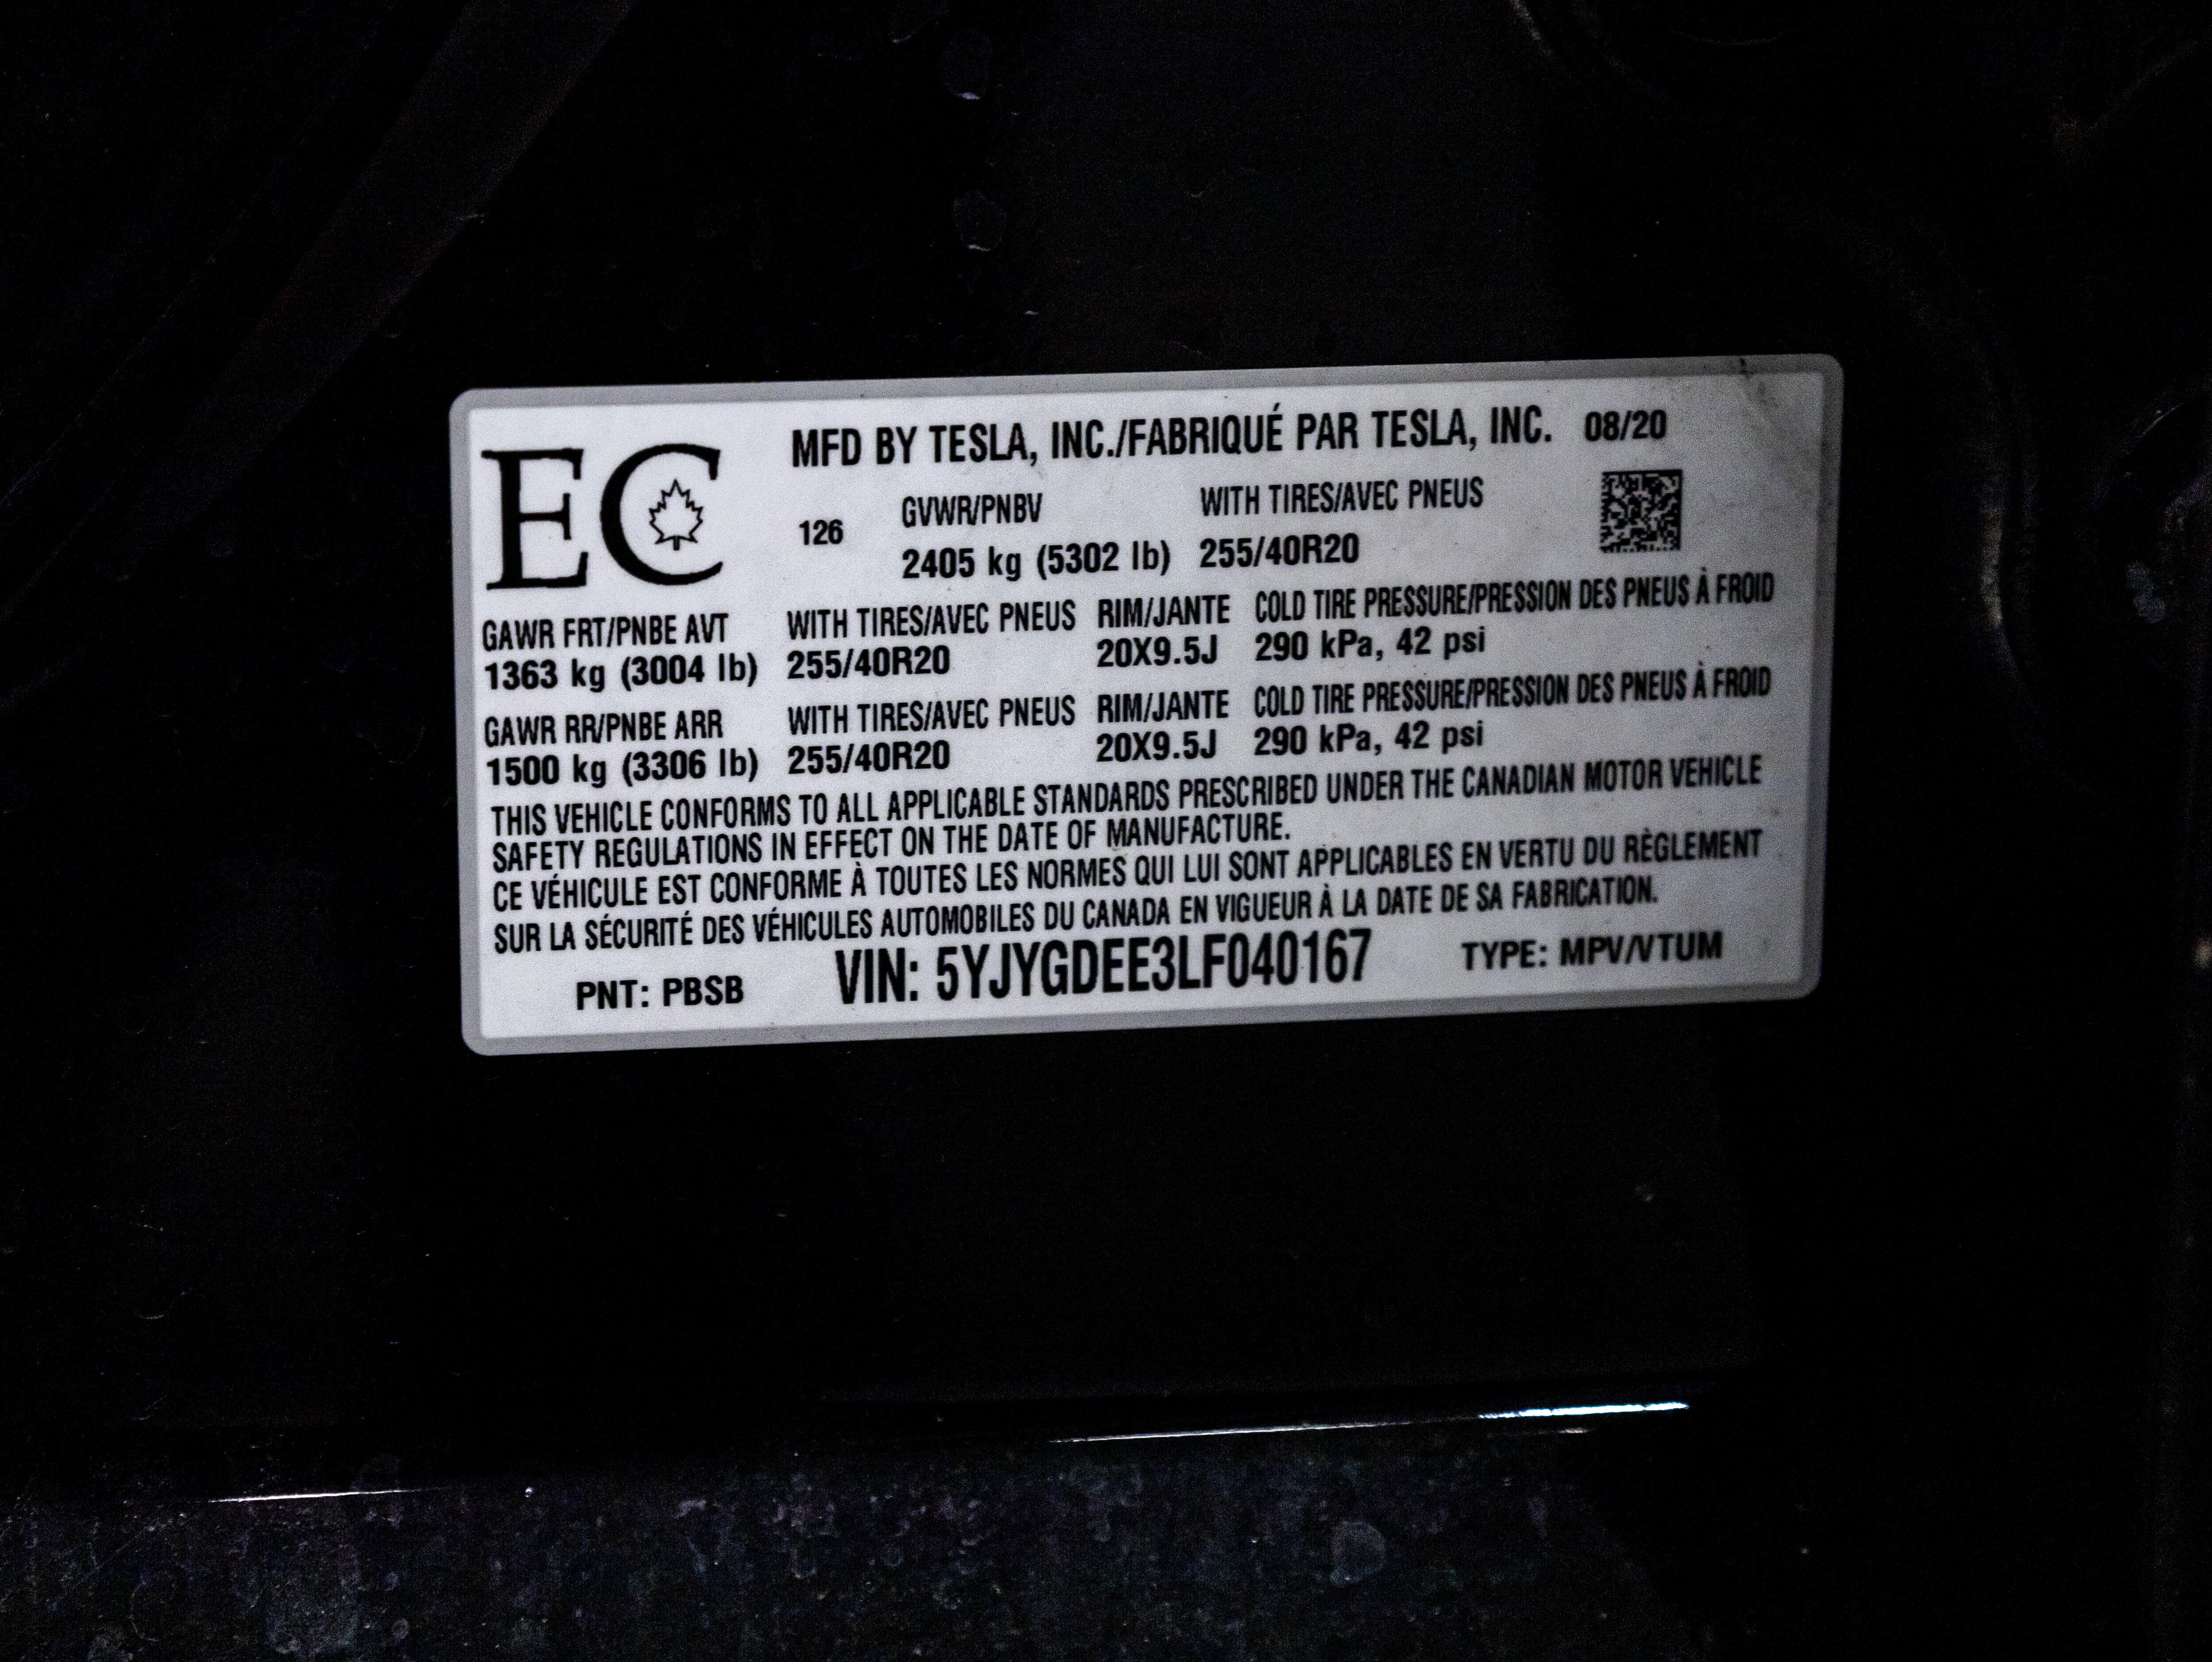 EC
MFD BY TESLA, INC./FABRIQUÉ PAR TESLA, INC. 08/20
126
GVWR/PNBV WITH TIRES/AVEC PNEUS
2405 kg (5302 lb) 255/40R20
GAWR FRT/PNBE AVT WITH TIRES/AVEC PNEUS RIM/JANTE COLD TIRE PRESSURE/PRESSION DES PNEUS À FROID
1363 kg (3004 lb) 255/40R20 20X9.5J 290 kPa, 42 psi
GAWR RR/PNBE ARR WITH TIRES/AVEC PNEUS RIM/JANTE COLD TIRE PRESSURE/PRESSION DES PNEUS À FROID
1500 kg (3306 lb) 255/40R20 20X9.5J 290 kPa, 42 psi
THIS VEHICLE CONFORMS TO ALL APPLICABLE STANDARDS PRESCRIBED UNDER THE CANADIAN MOTOR VEHICLE
SAFETY REGULATIONS IN EFFECT ON THE DATE OF MANUFACTURE.
CE VÉHICULE EST CONFORME À TOUTES LES NORMES QUI LUI SONT APPLICABLES EN VERTU DU RÈGLEMENT
SUR LA SÉCURITÉ DES VÉHICULES AUTOMOBILES DU CANADA EN VIGUEUR À LA DATE DE SA FABRICATION.
PNT: PBSB VIN: 5YJYGDEE3LF040167 TYPE: MPV/VTUM